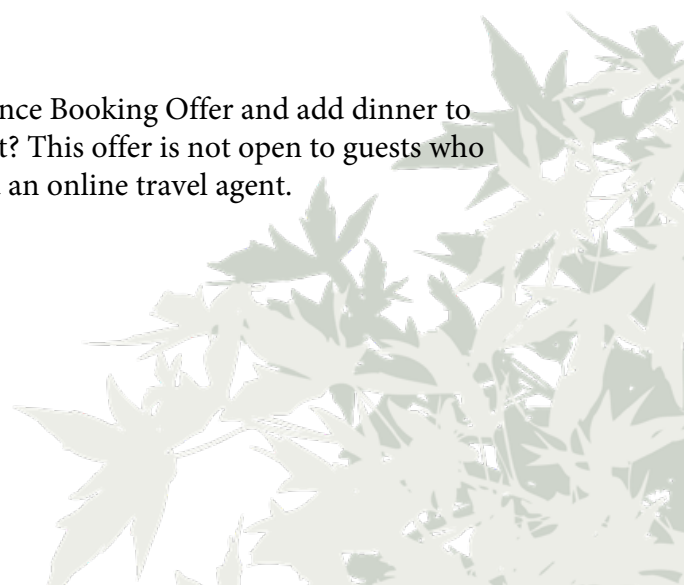 nce Booking Offer and add dinner to
t? This offer is not open to guests who
an online travel agent.